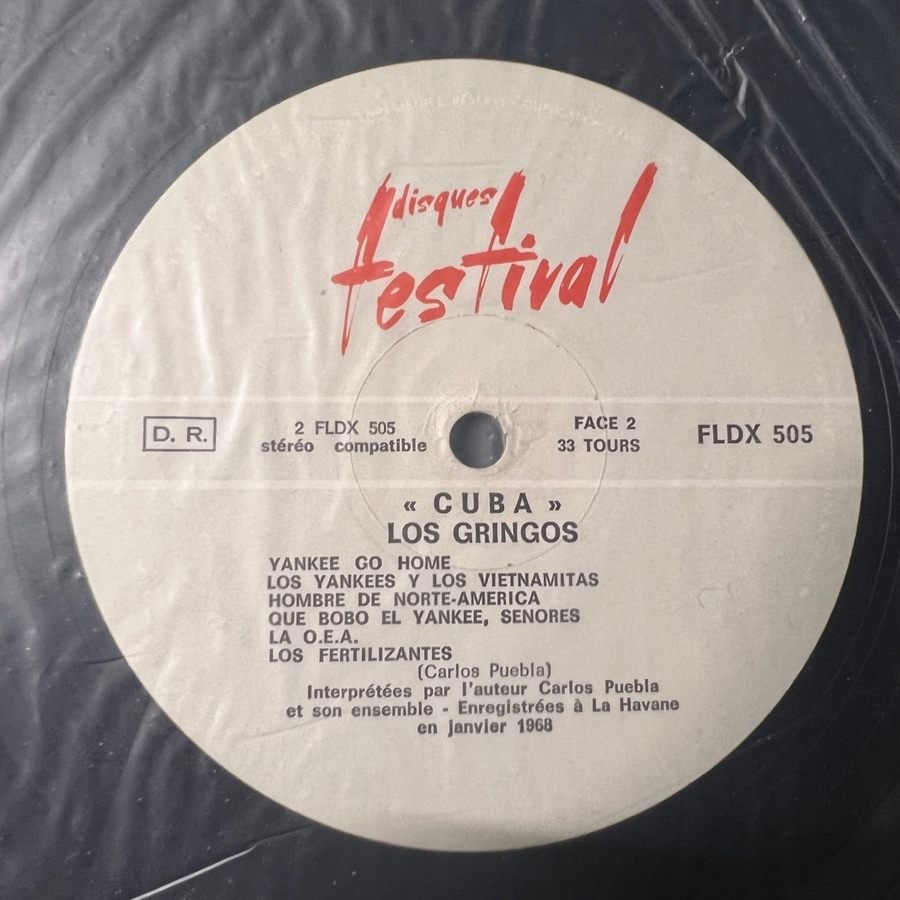 disques
festival
D. R.
2 FLDX 505
stéréo compatible
FACE 2
33 TOURS
FLDX 505
« CUBA »
LOS GRINGOS
YANKEE GO HOME
LOS YANKEES Y LOS VIETNAMITAS
HOMBRE DE NORTE-AMERICA
QUE BOBO EL YANKEE, SENORES
LA O.E.A.
LOS FERTILIZANTES
(Carlos Puebla)
Interprétées par l'auteur Carlos Puebla
et son ensemble - Enregistrées à La Havane
en Janvier 1968